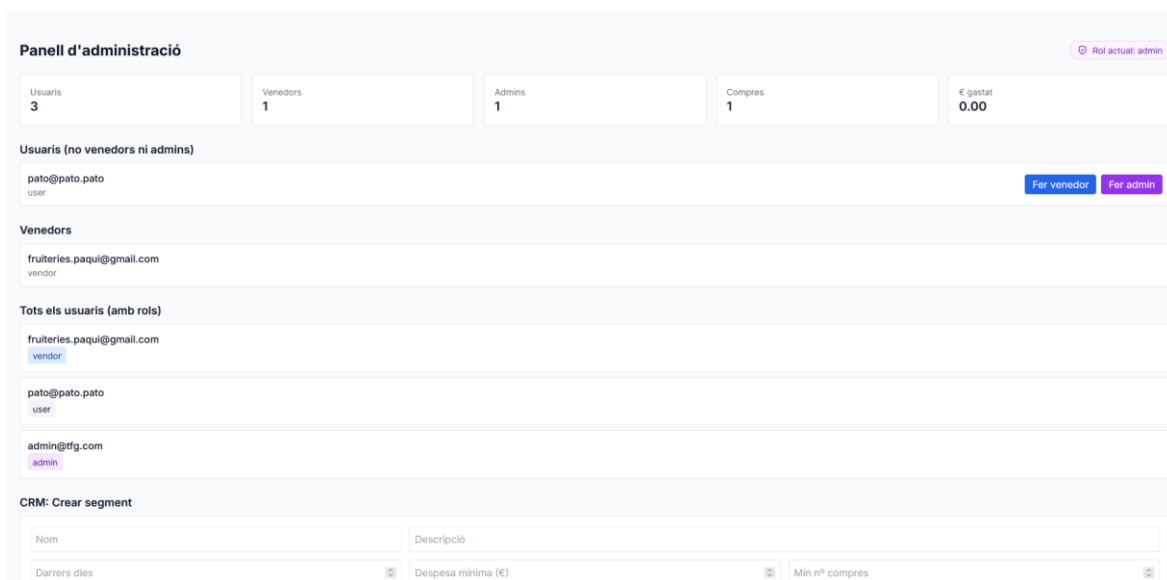 Panell d'administració
Rol actual: admin
Usuaris
3
Venedors
1
Admins
1
Compres
1
€ gastat
0.00
Usuaris (no venedors ni admins)
pato@pato.pato
user
Fer venedor
Fer admin
Venedors
fruiteries.paqui@gmail.com
vendor
Tots els usuaris (amb rols)
fruiteries.paqui@gmail.com
vendor
pato@pato.pato
user
admin@tfg.com
admin
CRM: Crear segment
Nom
Descripció
Darrers dies
Despesa mínima (€)
Mín nº compres